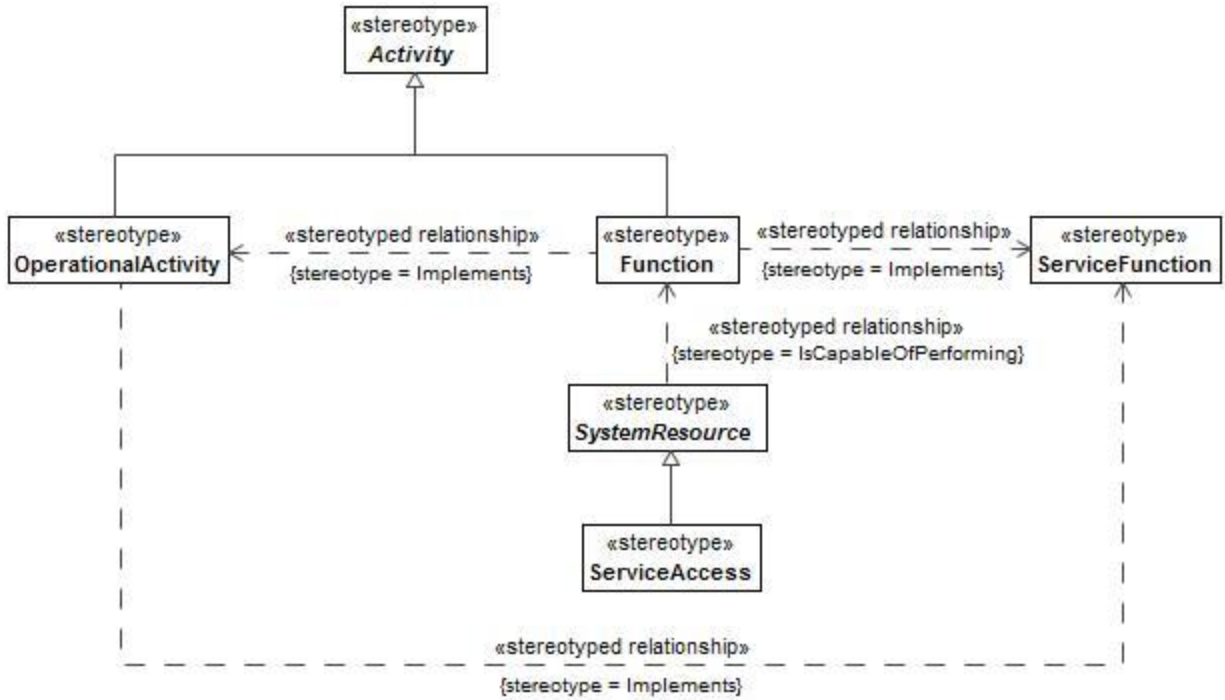 «stereotype»
Activity
«stereotype»
OperationalActivity
«stereotyped relationship»
{stereotype = Implements}
«stereotype»
Function
«stereotyped relationship»
{stereotype = Implements}
«stereotype»
ServiceFunction
«stereotyped relationship»
{stereotype = IsCapableOfPerforming}
«stereotype»
SystemResource
«stereotype»
ServiceAccess
«stereotyped relationship»
{stereotype = Implements}